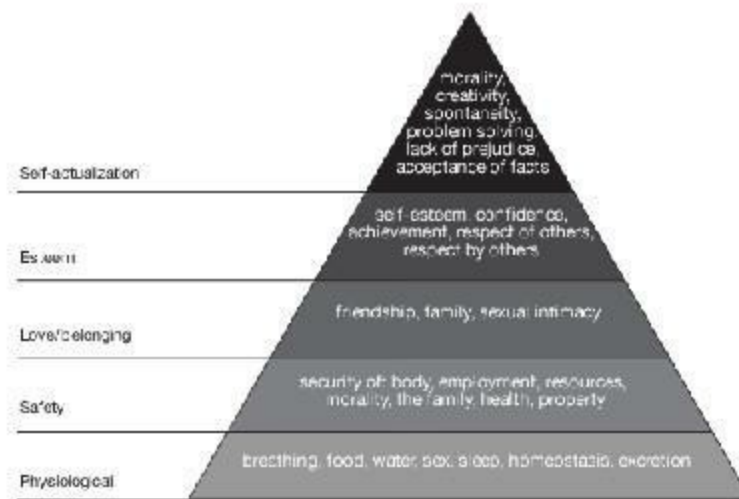 morality,
creativity,
spontaneity,
problem solving,
lack of prejudice,
acceptance of facts
Self-actualization
self-esteem, confidence,
achievement, respect of others,
respect by others
Esteem
friendship, family, sexual intimacy
Love/belonging
security of: body, employment, resources,
morality, the family, health, property
Safety
breathing, food, water, sex, sleep, homeostasis, excretion
Physiological